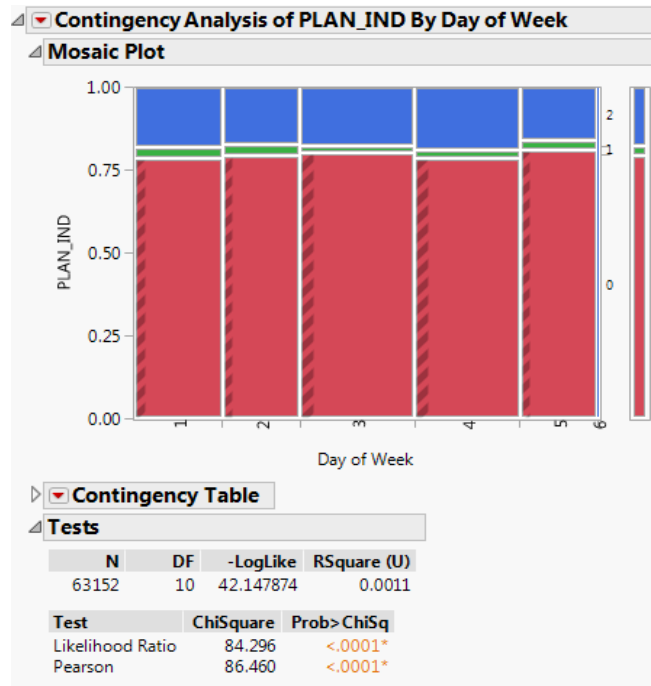 Contingency Analysis of PLAN_IND By Day of Week
Mosaic Plot
1.00
0.75
0.50
0.25
0.00
PLAN_IND
2
1
0
1 2 3 4 5 6
Day of Week
Contingency Table
Tests
N DF -LogLike RSquare (U)
63152 10 42.147874 0.0011
Test ChiSquare Prob>ChiSq
Likelihood Ratio 84.296 <.0001*
Pearson 86.460 <.0001*